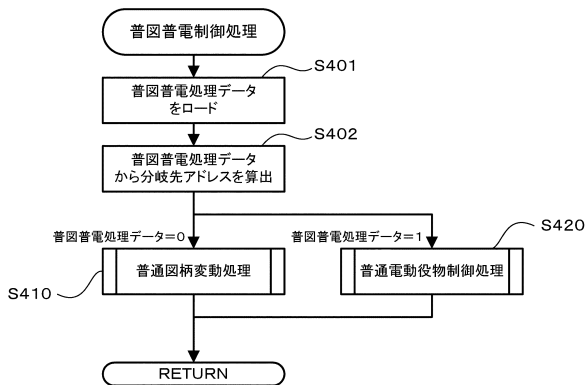 普図普電制御処理
S401
普図普電処理データ
をロード
S402
普図普電処理データ
から分岐先アドレスを算出
普図普電処理データ=0
普図普電処理データ=1
S420
普通図柄変動処理
普通電動役物制御処理
S410
RETURN